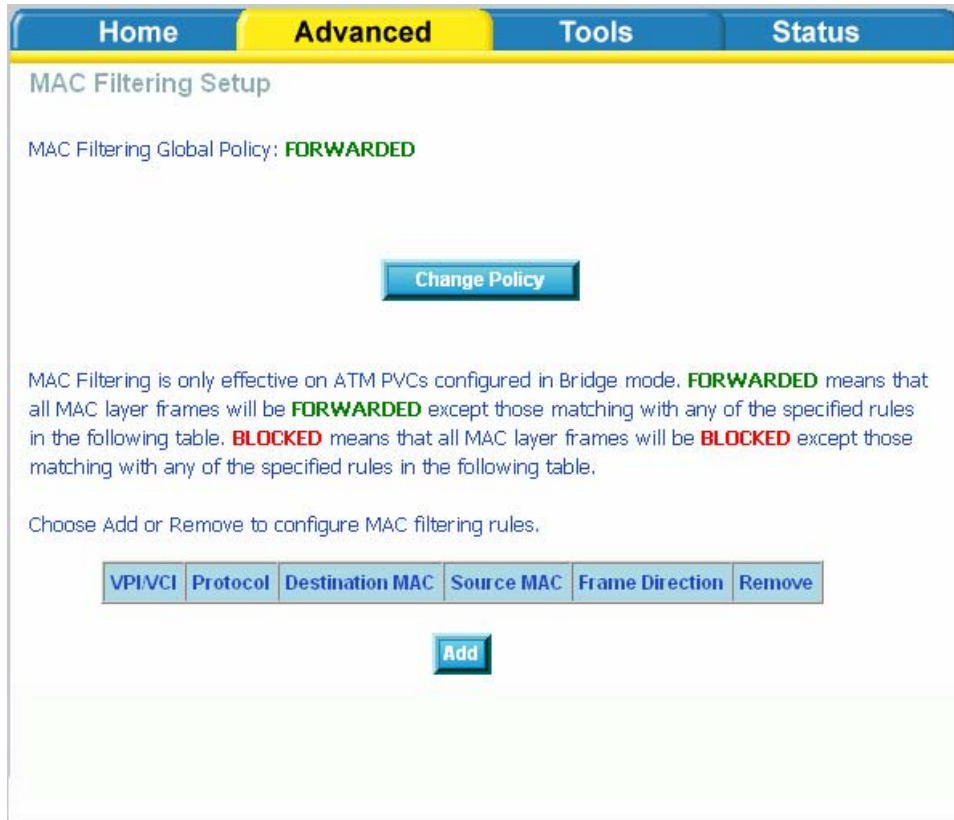 Home Advanced Tools Status
MAC Filtering Setup
MAC Filtering Global Policy: FORWARDED
Change Policy
MAC Filtering is only effective on ATM PVCs configured in Bridge mode. FORWARDED means that
all MAC layer frames will be FORWARDED except those matching with any of the specified rules
in the following table. BLOCKED means that all MAC layer frames will be BLOCKED except those
matching with any of the specified rules in the following table.
Choose Add or Remove to configure MAC filtering rules.
VPI/VCI Protocol Destination MAC Source MAC Frame Direction Remove
Add